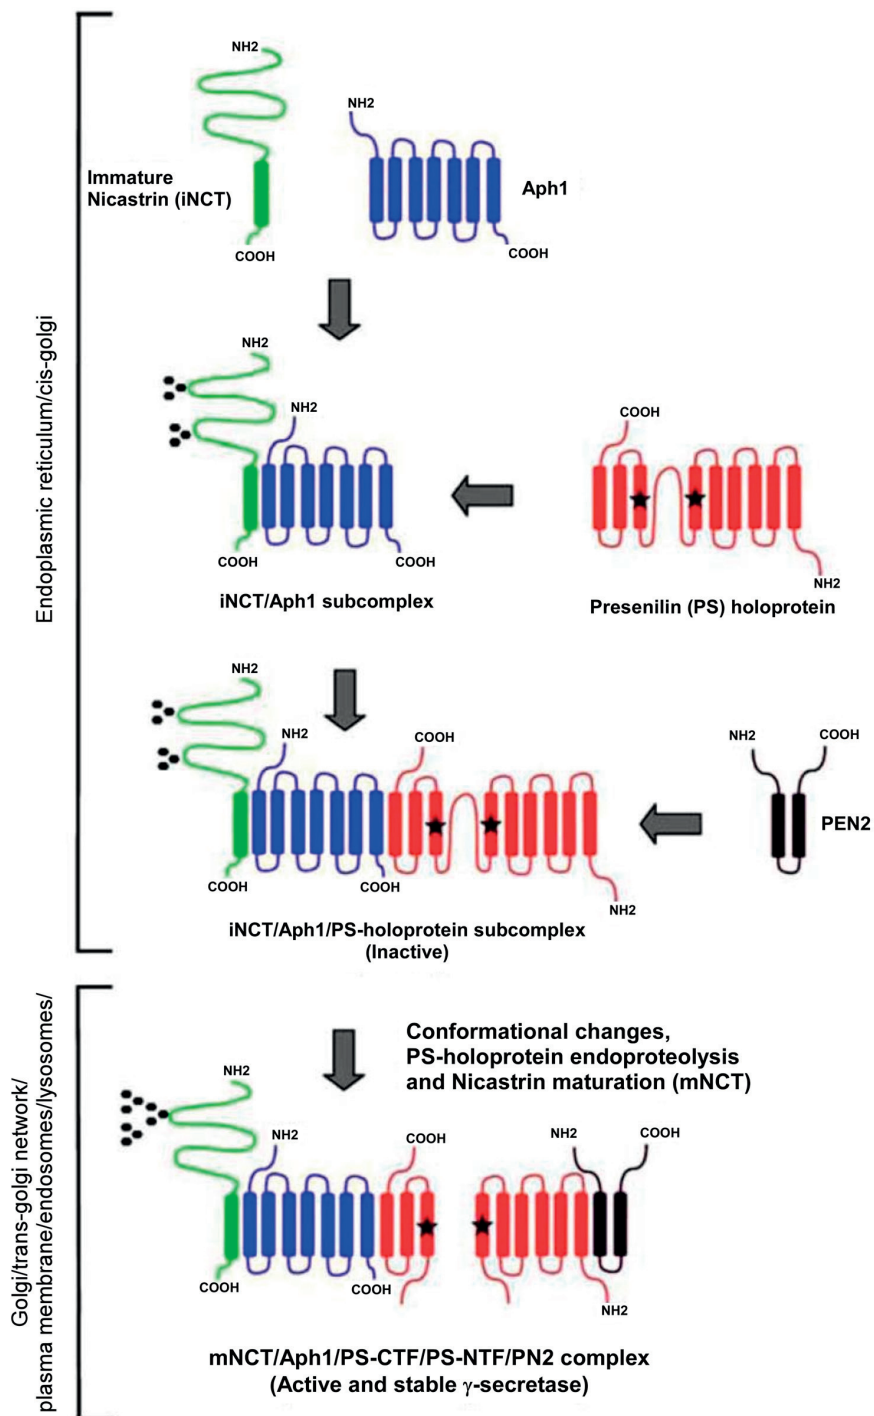 Endoplasmic reticulum/cis-golgi
NH2
Immature
Nicastrin (iNCT)
COOH
NH2
Aph1
COOH
NH2
NH2
COOH
COOH
iNCT/Aph1 subcomplex
COOH
NH2
Presenilin (PS) holoprotein
NH2
NH2
COOH
COOH
COOH
NH2
iNCT/Aph1/PS-holoprotein subcomplex
(Inactive)
NH2
COOH
PEN2
Golgi/trans-golgi network/
plasma membrane/endosomes/lysosomes/
Conformational changes,
PS-holoprotein endoproteolysis
and Nicastrin maturation (mNCT)
NH2
NH2
COOH
NH2
COOH
COOH
COOH
NH2
mNCT/Aph1/PS-CTF/PS-NTF/PN2 complex
(Active and stable γ-secretase)